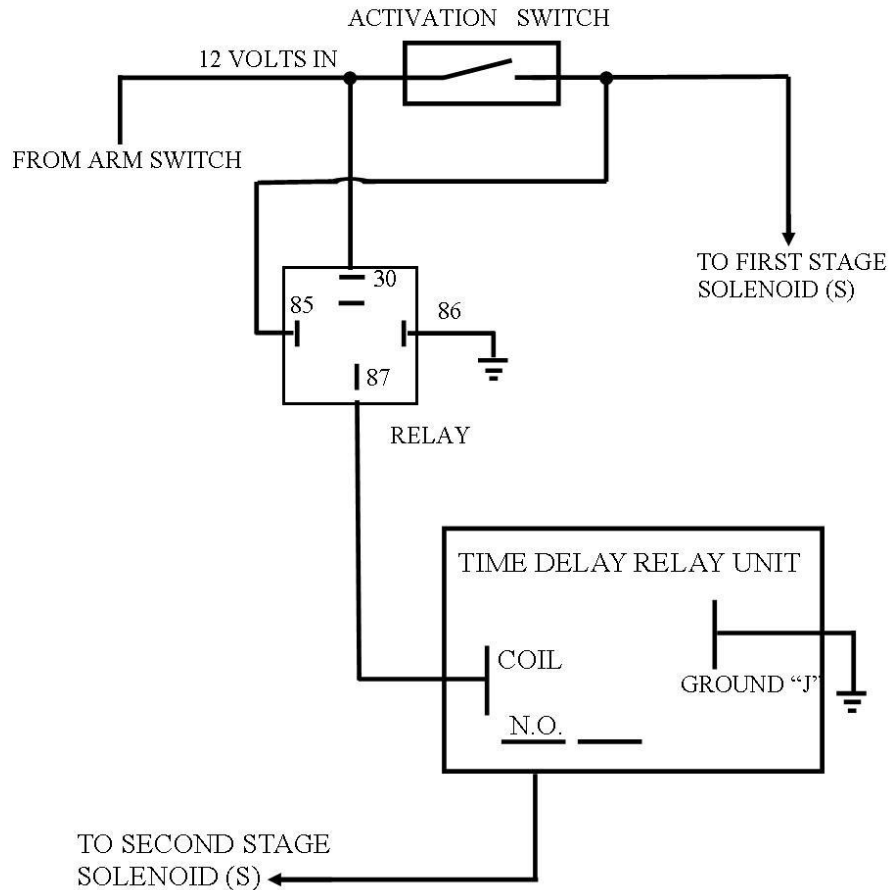 ACTIVATION SWITCH
12 VOLTS IN
FROM ARM SWITCH
TO FIRST STAGE
SOLENOID (S)
30
85
86
87
RELAY
TIME DELAY RELAY UNIT
COIL
GROUND “J”
N.O.
TO SECOND STAGE
SOLENOID (S)